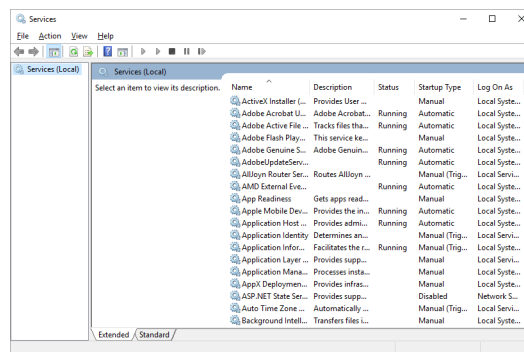 Services
File Action View Help
Services (Local)
Services (Local)
Select an item to view its description.
Name Description Status Startup Type Log On As
ActiveX Installer (... Provides User ... Manual Local Syste...
Adobe Acrobat U... Adobe Acrobat... Running Automatic Local Syste...
Adobe Active File ... Tracks files tha... Running Automatic Local Syste...
Adobe Flash Play... This service ke... Manual Local Syste...
Adobe Genuine S... Adobe Genuin... Running Automatic Local Syste...
AdobeUpdateServ... Running Automatic Local Syste...
AllJoyn Router Ser... Routes AllJoyn ... Manual (Trig... Local Servi...
AMD External Eve... Running Automatic Local Syste...
App Readiness Gets apps read... Manual Local Syste...
Apple Mobile Dev... Provides the in... Running Automatic Local Syste...
Application Host ... Provides admi... Running Automatic Local Syste...
Application Identity Determines an... Manual (Trig... Local Servi...
Application Infor... Facilitates the r... Running Manual (Trig... Local Syste...
Application Layer ... Provides supp... Manual Local Servi...
Application Mana... Processes insta... Manual Local Syste...
AppX Deploymen... Provides infras... Manual Local Syste...
ASP.NET State Ser... Provides supp... Disabled Network S...
Auto Time Zone ... Automatically ... Manual (Trig... Local Servi...
Background Intell... Transfers files i... Manual Local Syste...
Extended Standard